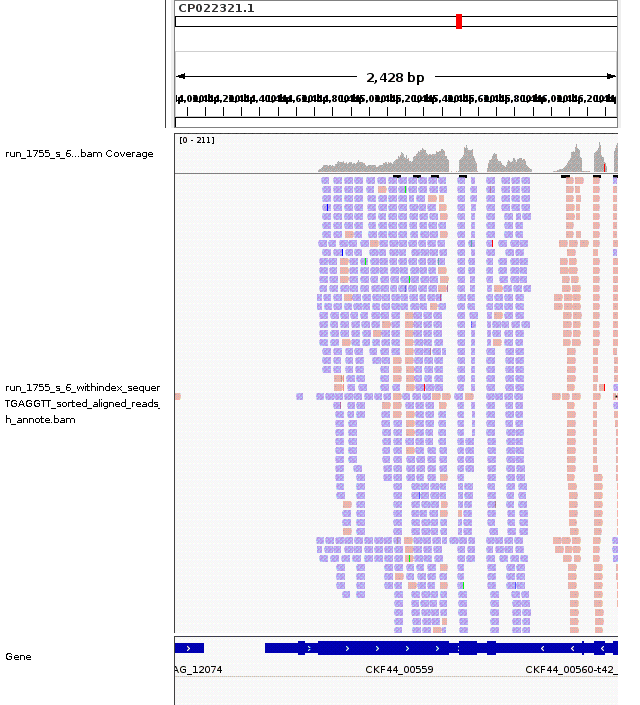 CP022321.1
2,428 bp
[0 - 211]
run_1755_s_6...bam Coverage
run_1755_s_6_withindex_sequer
TGAGGTT_sorted_aligned_reads_
h_annote.bam
Gene
AG_12074
CKF44_00559
CKF44_00560-t42_